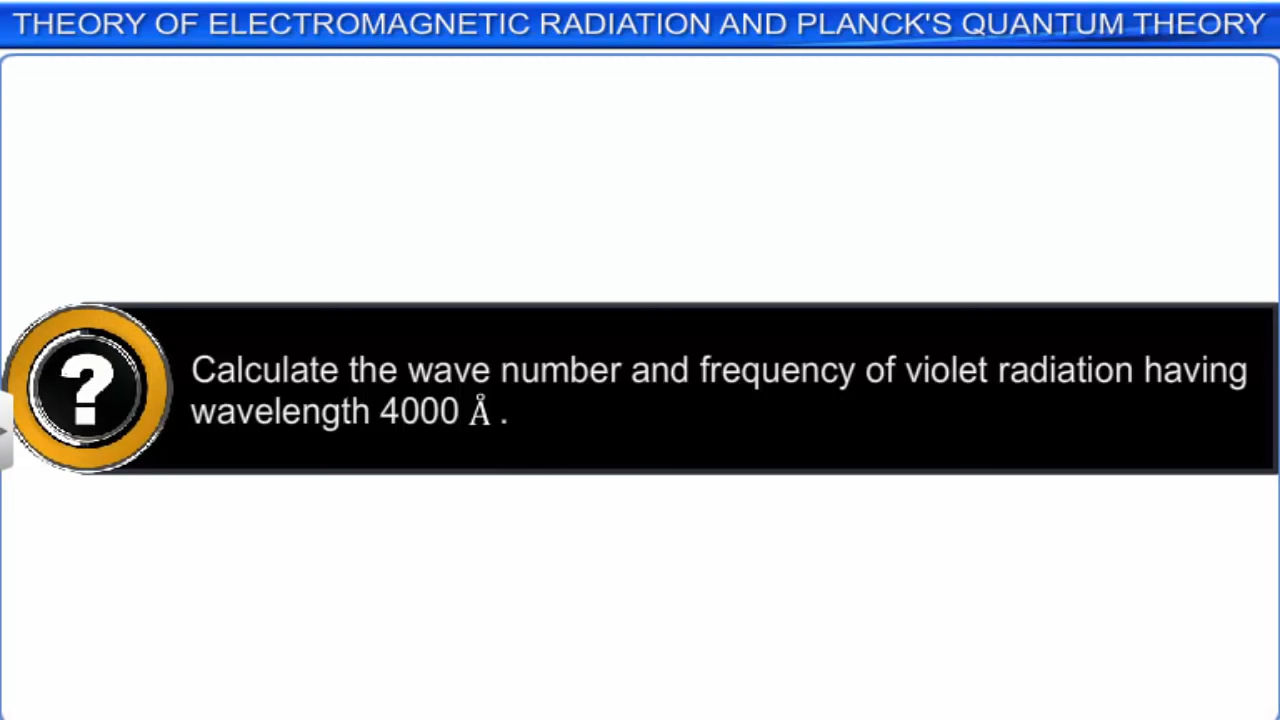 THEORY OF ELECTROMAGNETIC RADIATION AND PLANCK'S QUANTUM THEORY
?
Calculate the wave number and frequency of violet radiation having
wavelength 4000 Å .